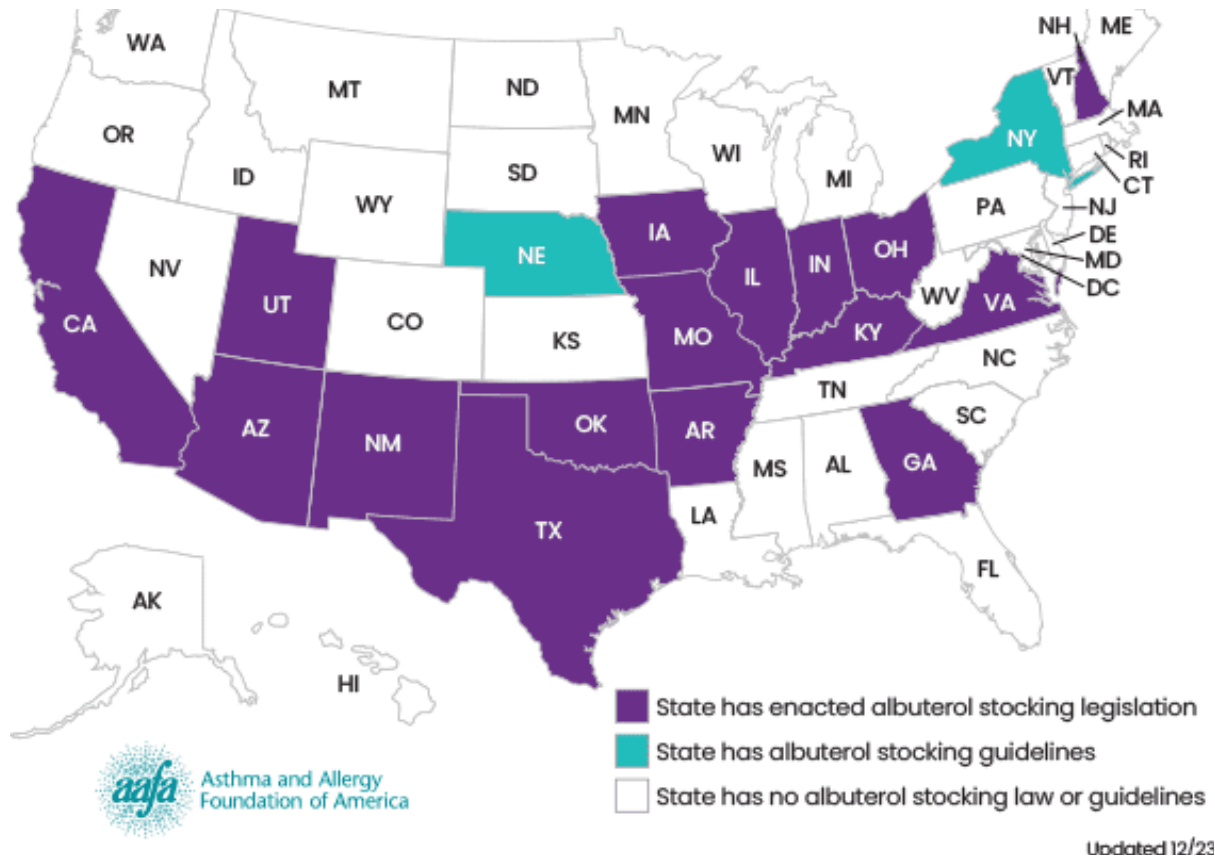 WA
MT
ND
MN
OR
ID
WY
SD
WI
MI
NH
ME
VT
NY
MA
RI
CT
PA
NJ
DE
MD
DC
NE
IA
IL
IN
OH
WV
VA
NV
UT
CO
KS
MO
KY
CA
NC
TN
AZ
NM
OK
AR
SC
MS
AL
GA
TX
LA
FL
AK
HI
State has enacted albuterol stocking legislation
State has albuterol stocking guidelines
State has no albuterol stocking law or guidelines
aafa
Asthma and Allergy
Foundation of America
Updated 12/23